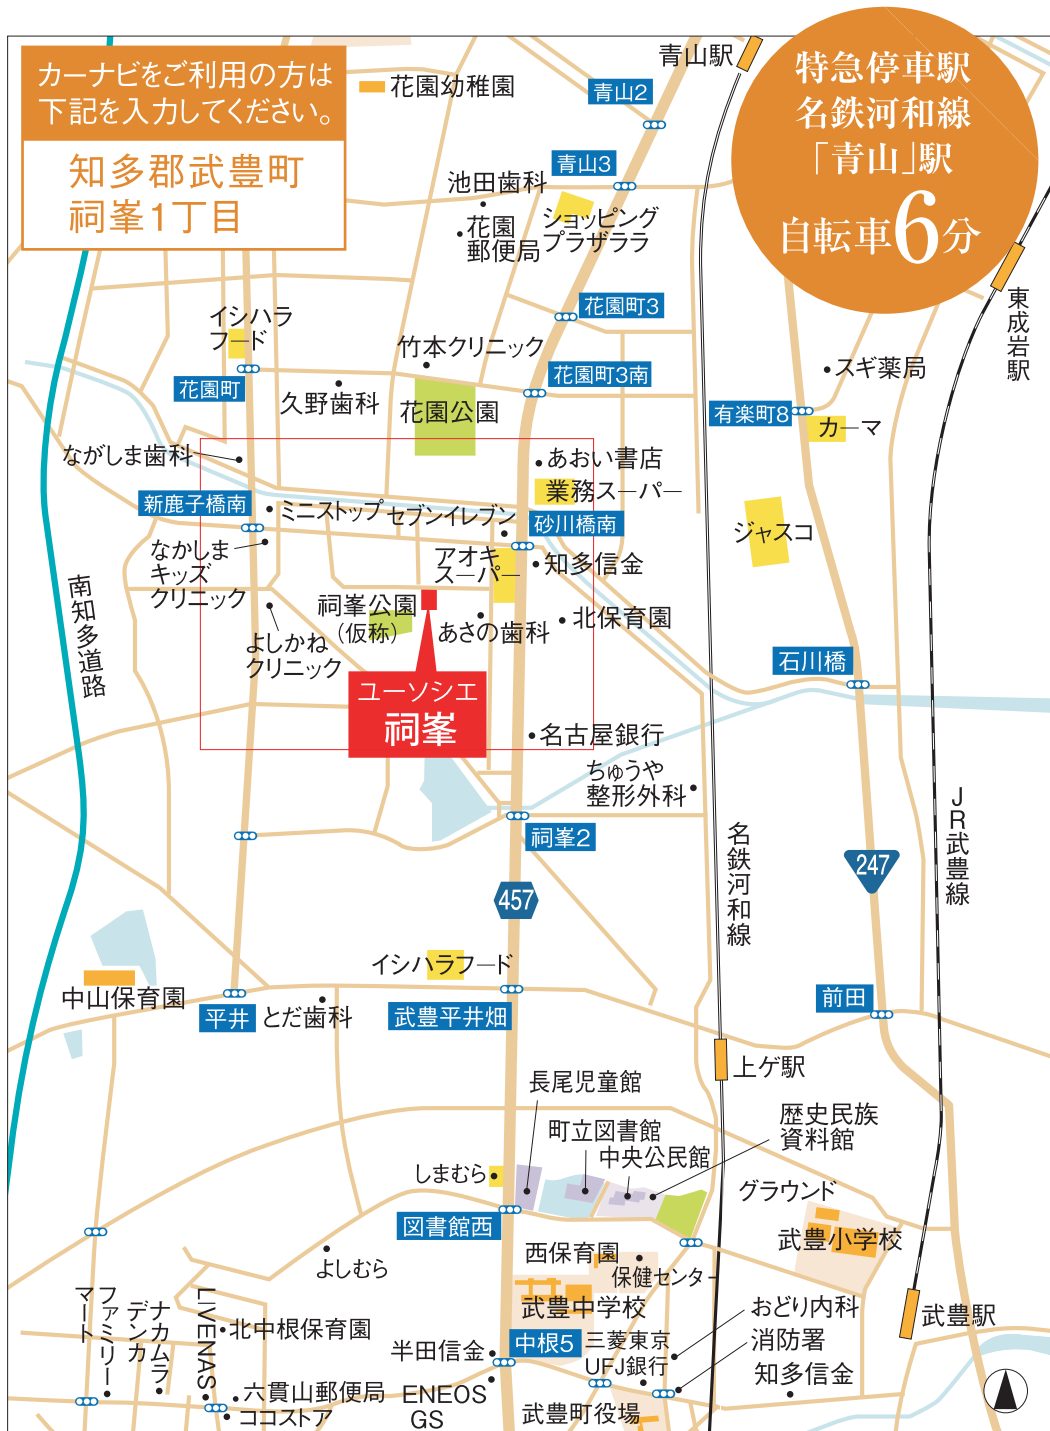 カーナビをご利用の方は
下記を入力してください。
知多郡武豊町
祠峯1丁目
特急停車駅
名鉄河和線
「青山」駅
自転車6分
青山駅
花園幼稚園
青山2
青山3
池田歯科
ショッピング
プラザララ
花園
郵便局
東成岩駅
花園町3
イシハラ
フード
竹本クリニック
花園町3南
スギ薬局
花園町
久野歯科
花園公園
有楽町8
カーマ
ながしま歯科
あおい書店
業務スーパー
新鹿子橋南
ミニストップ
セブンイレブン
砂川橋南
ジャスコ
なかしま
キッズ
クリニック
アオキ
スーパー
知多信金
南知多道路
祠峯公園
(仮称)
あさの歯科
北保育園
よしかね
クリニック
石川橋
ユーソシエ
祠峯
名古屋銀行
ちゅうや
整形外科
祠峯2
名鉄河和線
JR武豊線
247
457
イシハラフード
中山保育園
平井
とだ歯科
武豊平井畑
前田
上ゲ駅
長尾児童館
町立図書館
中央公民館
歴史民族
資料館
しまむら
グラウンド
図書館西
武豊小学校
西保育園
保健センター
よしむら
武豊中学校
おどり内科
武豊駅
ファミリー
マート
ナカムラ
デンカ
LIVENAS
北中根保育園
半田信金
中根5
三菱東京
UFJ銀行
消防署
知多信金
六貫山郵便局
ココストア
ENEOS
GS
武豊町役場